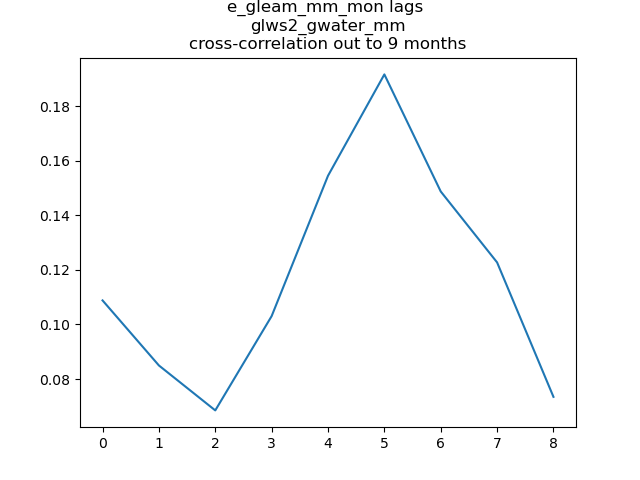 e_gleam_mm_mon lags
glws2_gwater_mm
cross-correlation out to 9 months
0.18
0.16
0.14
0.12
0.10
0.08
0 1 2 3 4 5 6 7 8